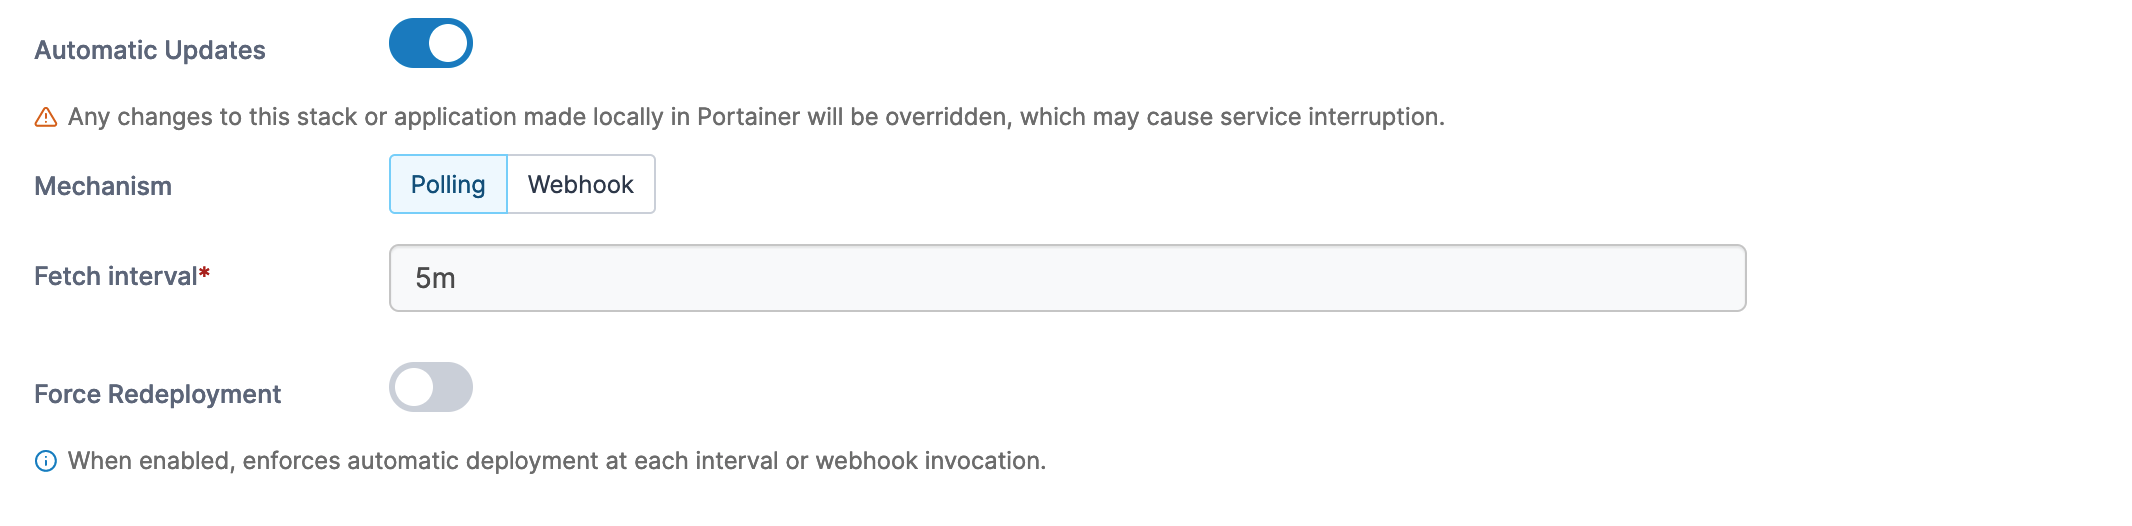 Automatic Updates
Any changes to this stack or application made locally in Portainer will be overridden, which may cause service interruption.
Mechanism Polling Webhook
Fetch interval* 5m
Force Redeployment
When enabled, enforces automatic deployment at each interval or webhook invocation.